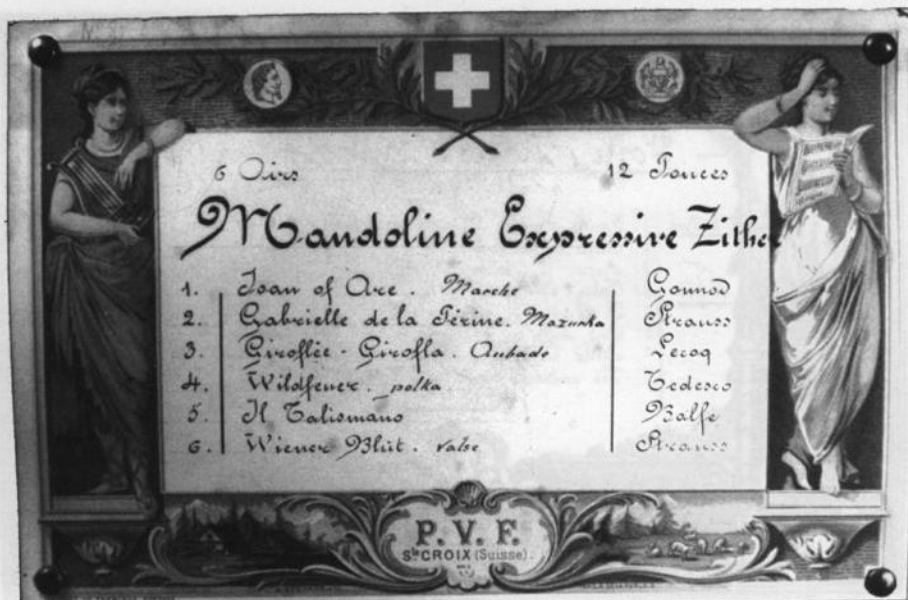 6 Airs 12 Touces
Mandoline Expressive Zither
1. Joan of Arc. Marche Gounod
2. Gabrielle de la Périne. Mazurka Strauss
3. Giroflée-Girofla. Aubade Lecoq
4. Wildfeuer. polka Tedesco
5. Il Talismano Balfe
6. Wiener Blüt. valse Strauss
P.V.F.
Ste CROIX (Suisse).